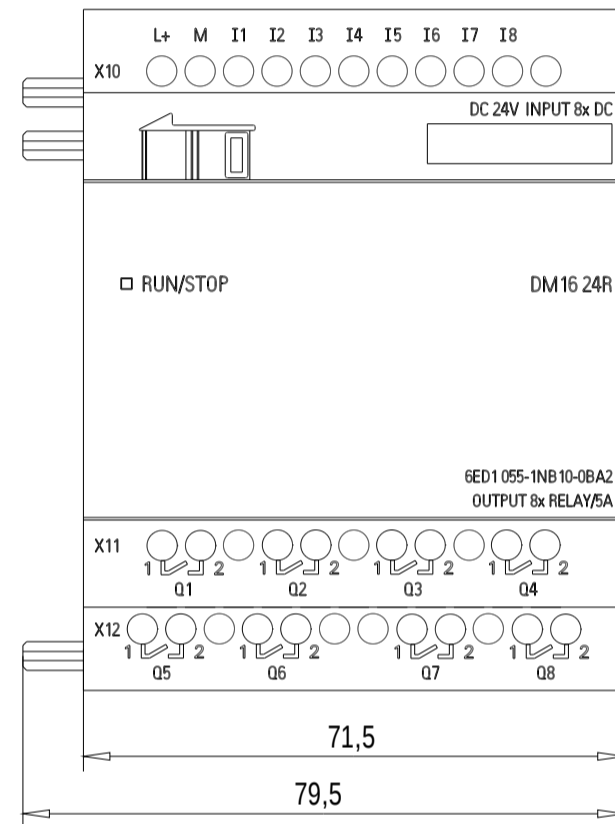 L+ M I1 I2 I3 I4 I5 I6 I7 I8
X10
DC 24V INPUT 8x DC
RUN/STOP
DM16 24R
6ED1 055-1NB10-0BA2
OUTPUT 8x RELAY/5A
X11
1 2 1 2 1 2 1 2
Q1 Q2 Q3 Q4
X12
1 2 1 2 1 2 1 2
Q5 Q6 Q7 Q8
71,5
79,5